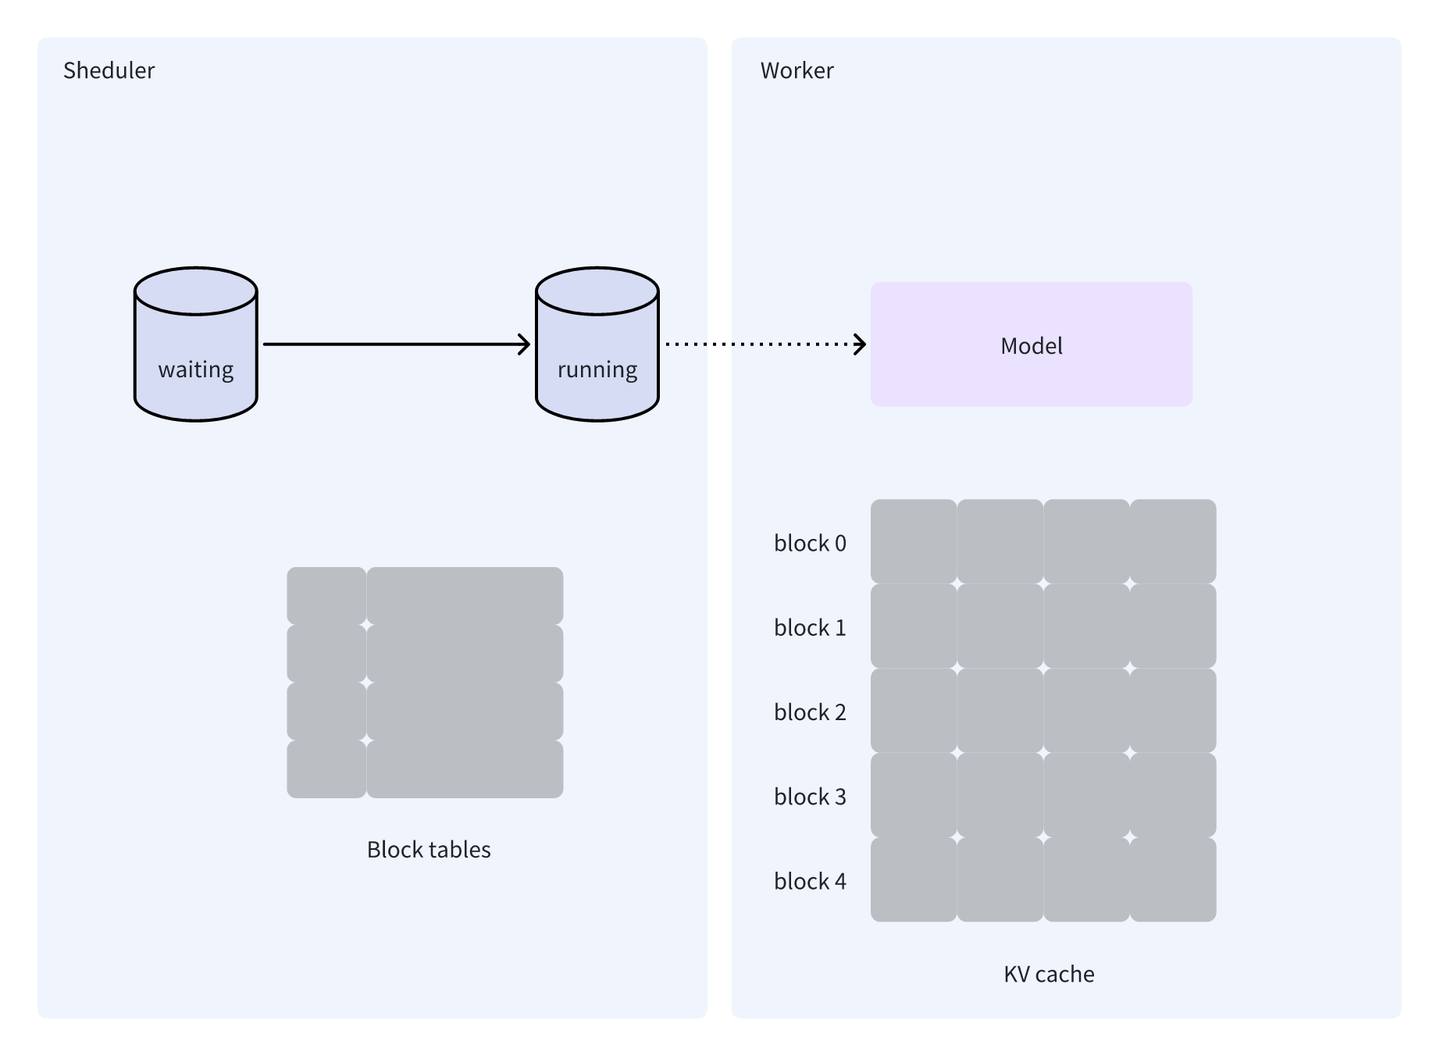 Sheduler
Worker
waiting
running
Model
block 0
block 1
block 2
block 3
block 4
Block tables
KV cache